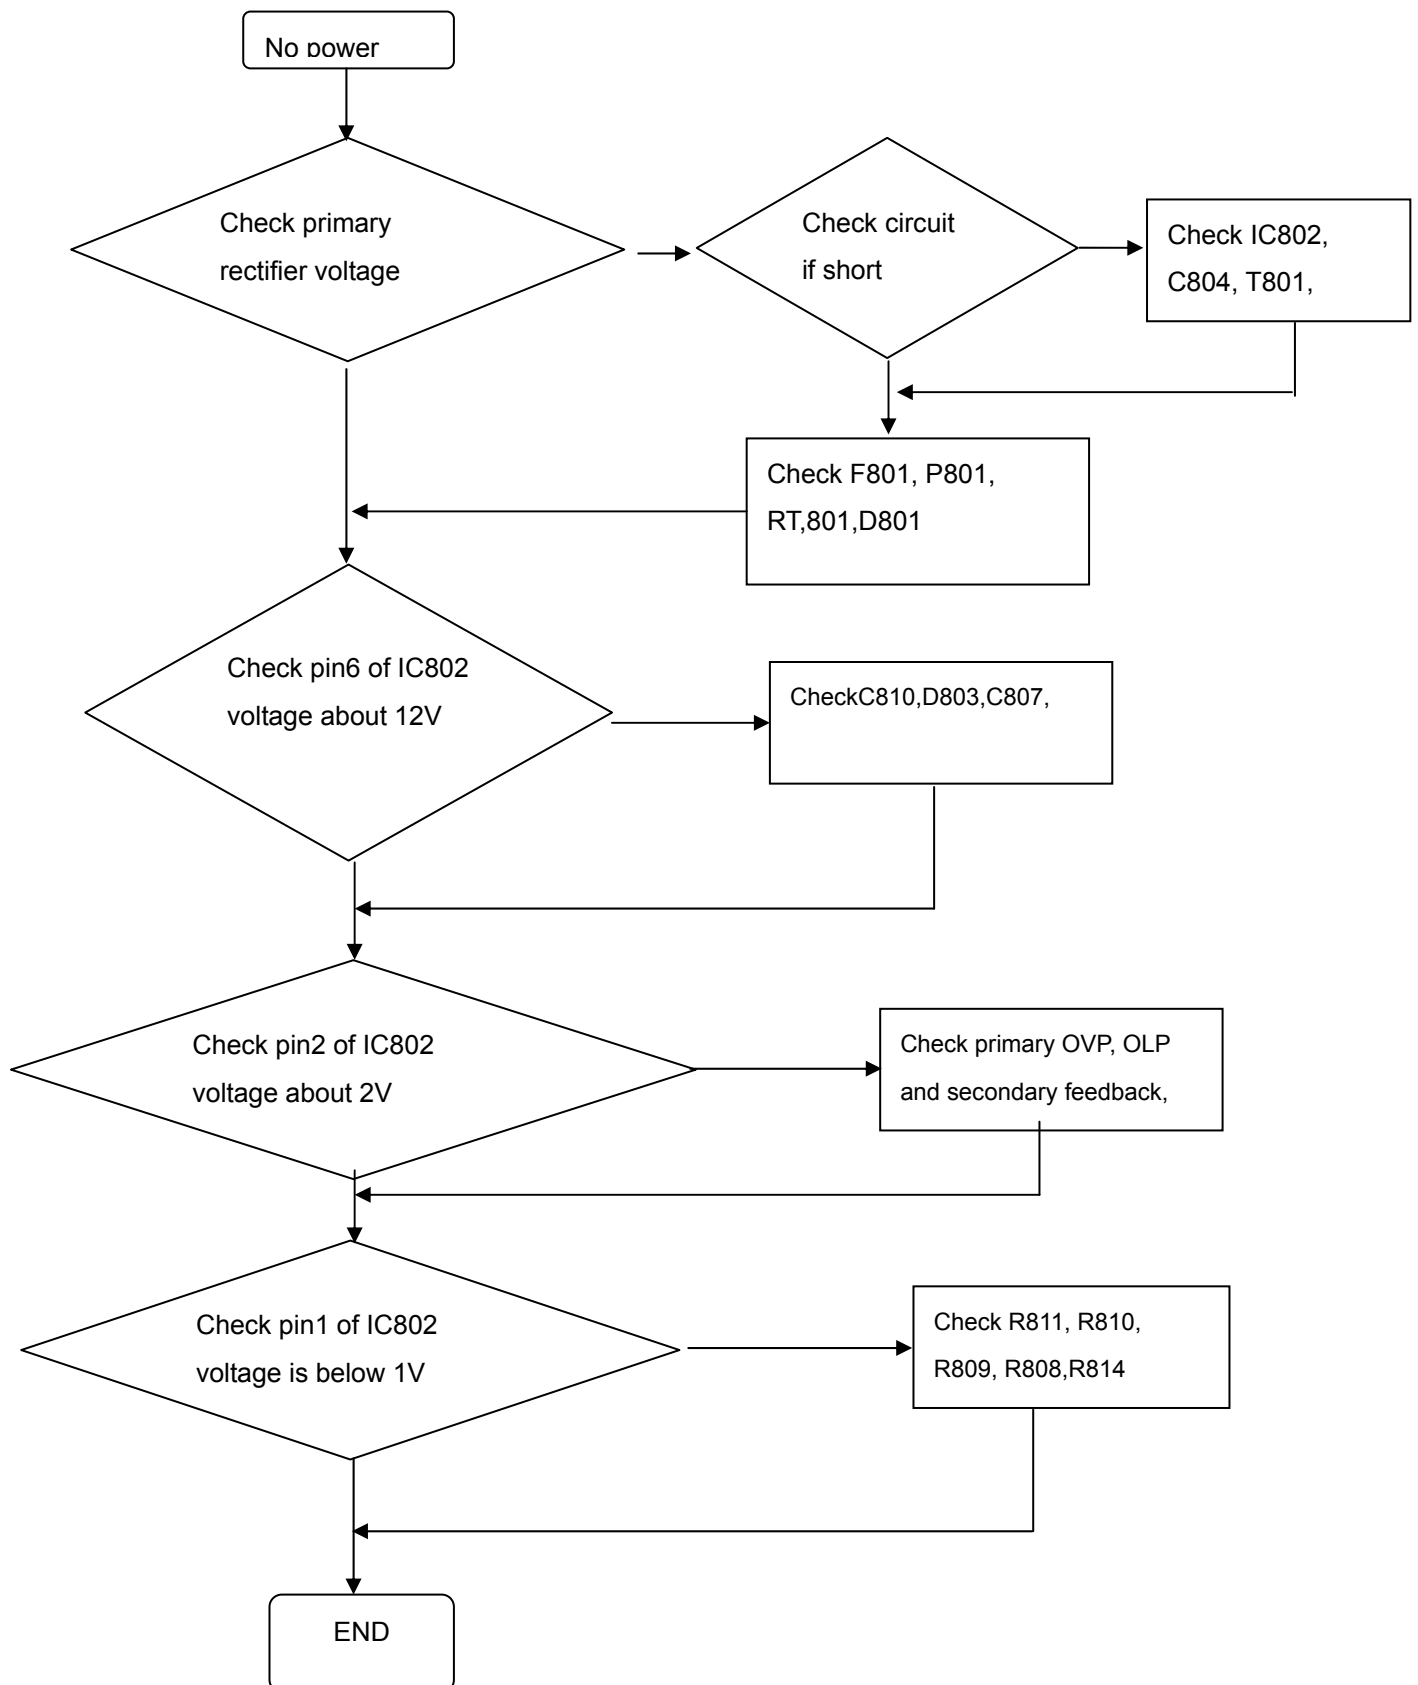 No power
Check primary
rectifier voltage
Check circuit
if short
Check IC802,
C804, T801,
Check F801, P801,
RT,801,D801
Check pin6 of IC802
voltage about 12V
CheckC810,D803,C807,
Check pin2 of IC802
voltage about 2V
Check primary OVP, OLP
and secondary feedback,
Check pin1 of IC802
voltage is below 1V
Check R811, R810,
R809, R808,R814
END